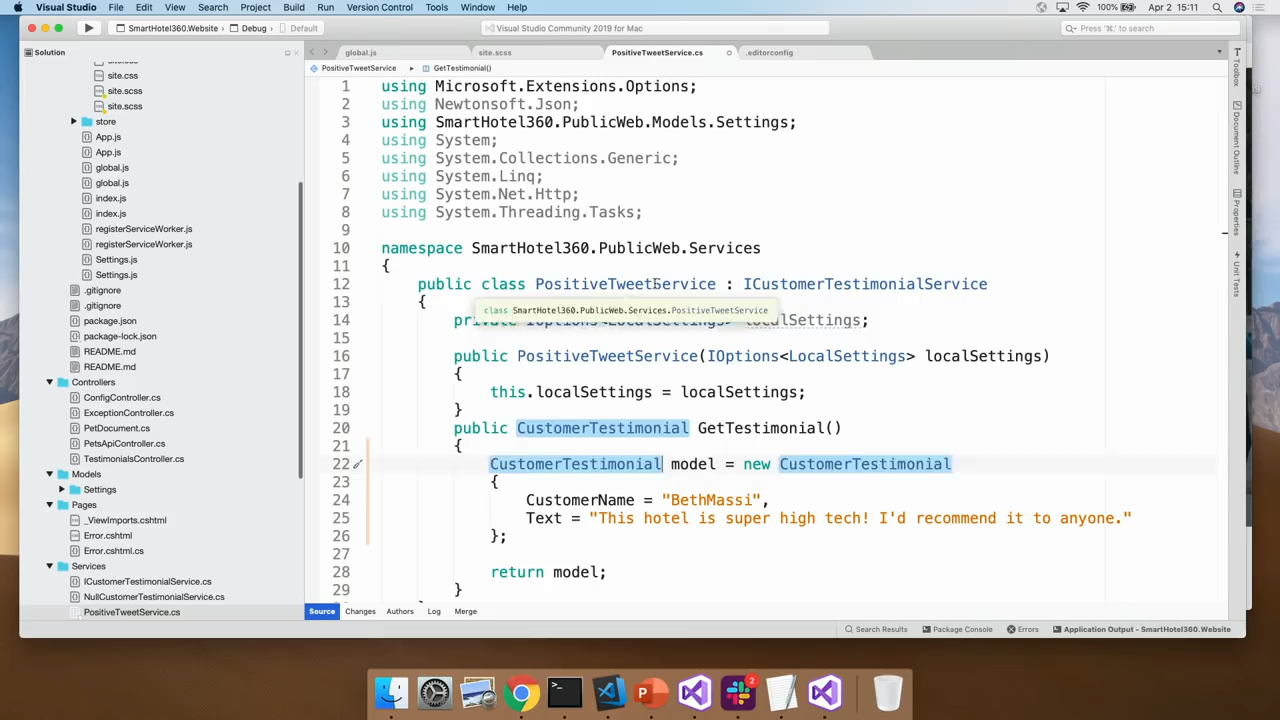 Visual Studio File Edit View Search Project Build Run Version Control Tools Window Help 100% Apr 2 15:11
SmartHotel360.Website Debug Default Visual Studio Community 2019 for Mac Press '⌘.' to search
Solution
global.js site.scss PositiveTweetService.cs .editorconfig
PositiveTweetService GetTestimonial()
site.css
site.scss
site.scss
store
App.js
App.js
global.js
global.js
index.js
index.js
registerServiceWorker.js
registerServiceWorker.js
Settings.js
Settings.js
.gitignore
.gitignore
package.json
package-lock.json
README.md
README.md
Controllers
ConfigController.cs
ExceptionController.cs
PetDocument.cs
PetsApiController.cs
TestimonialsController.cs
Models
Settings
Pages
_ViewImports.cshtml
Error.cshtml
Error.cshtml.cs
Services
ICustomerTestimonialService.cs
NullCustomerTestimonialService.cs
PositiveTweetService.cs
1 using Microsoft.Extensions.Options;
2 using Newtonsoft.Json;
3 using SmartHotel360.PublicWeb.Models.Settings;
4 using System;
5 using System.Collections.Generic;
6 using System.Linq;
7 using System.Net.Http;
8 using System.Threading.Tasks;
9
10 namespace SmartHotel360.PublicWeb.Services
11 {
12 public class PositiveTweetService : ICustomerTestimonialService
13 {
class SmartHotel360.PublicWeb.Services.PositiveTweetService
14 private IOptions<LocalSettings> localSettings;
15
16 public PositiveTweetService(IOptions<LocalSettings> localSettings)
17 {
18 this.localSettings = localSettings;
19 }
20 public CustomerTestimonial GetTestimonial()
21 {
22 CustomerTestimonial model = new CustomerTestimonial
23 {
24 CustomerName = "BethMassi",
25 Text = "This hotel is super high tech! I'd recommend it to anyone."
26 };
27
28 return model;
29 }
Source Changes Authors Log Merge
Search Results Package Console Errors Application Output - SmartHotel360.Website
Toolbox
Document Outline
Properties
Unit Tests
2